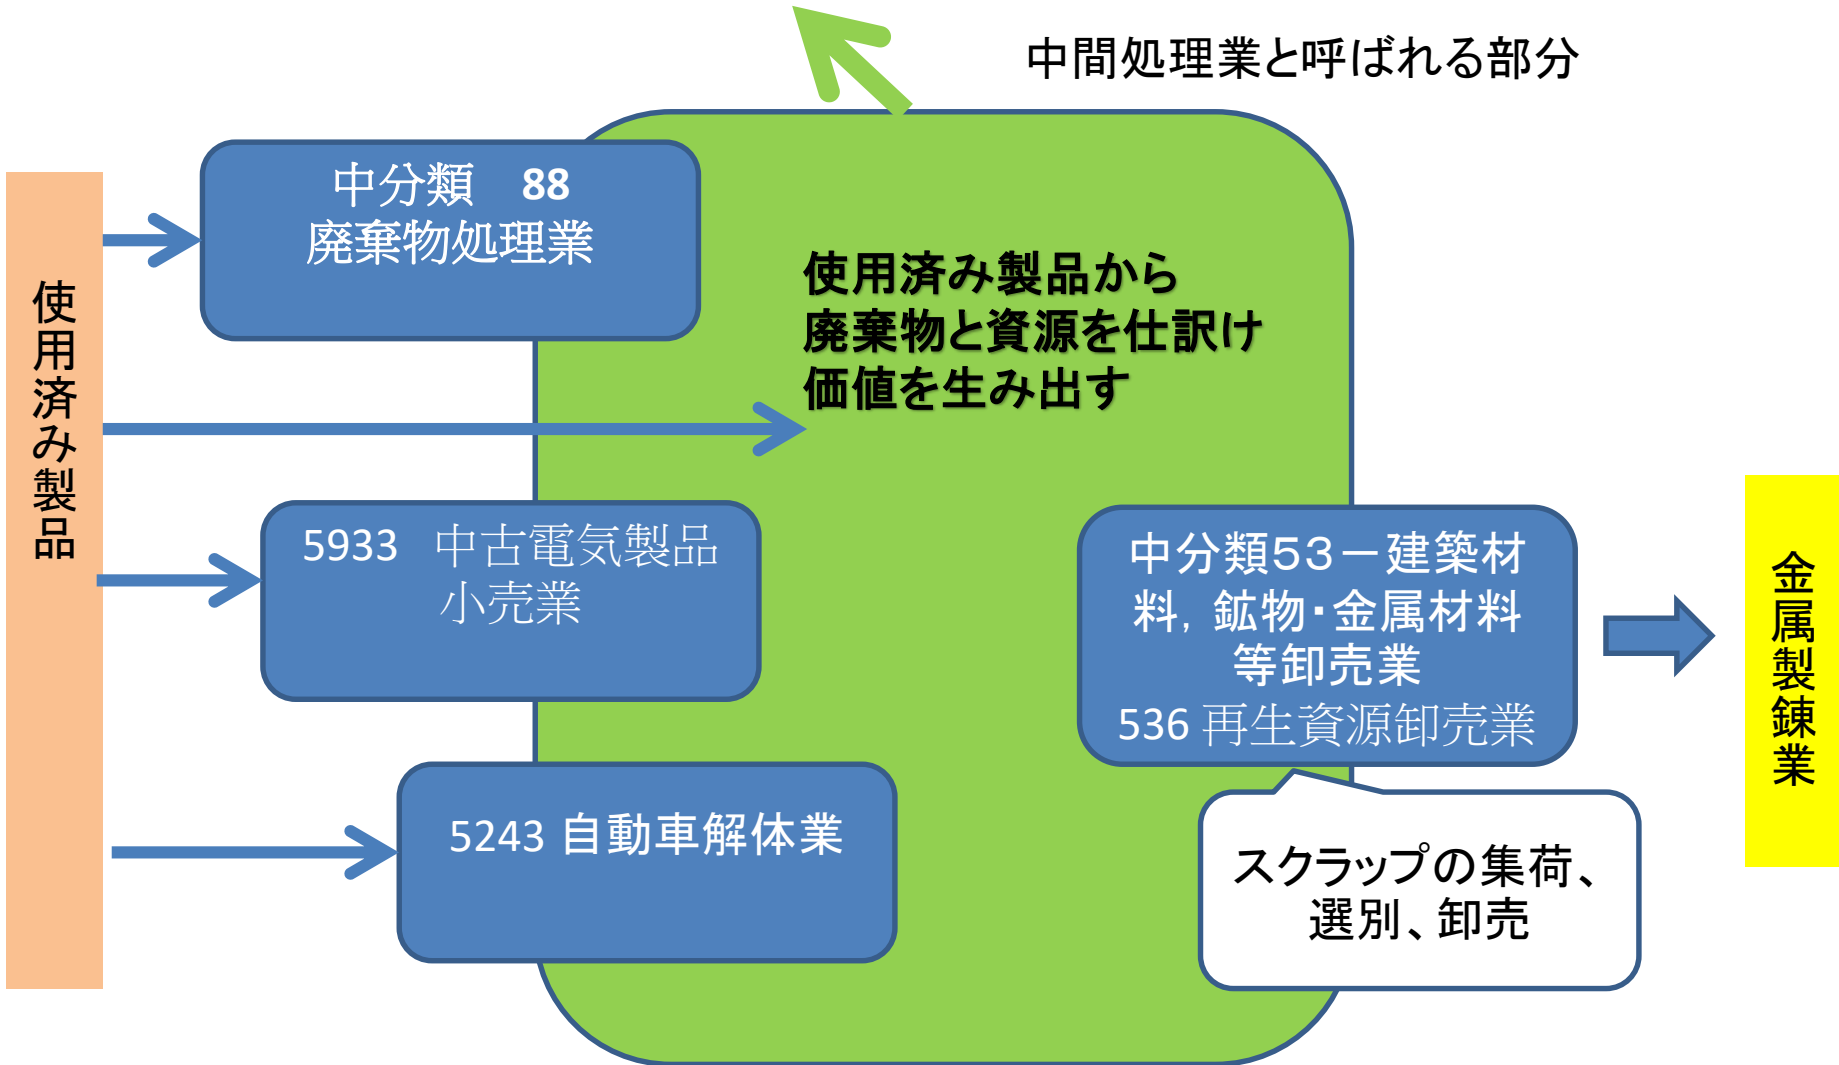 中間処理業と呼ばれる部分
中分類　88
廃棄物処理業
使用済み製品
使用済み製品から
廃棄物と資源を仕訳け
価値を生み出す
5933　中古電気製品
小売業
中分類５３－建築材
料，鉱物・金属材料
等卸売業
536 再生資源卸売業
金属製錬業
5243 自動車解体業
スクラップの集荷、
選別、卸売